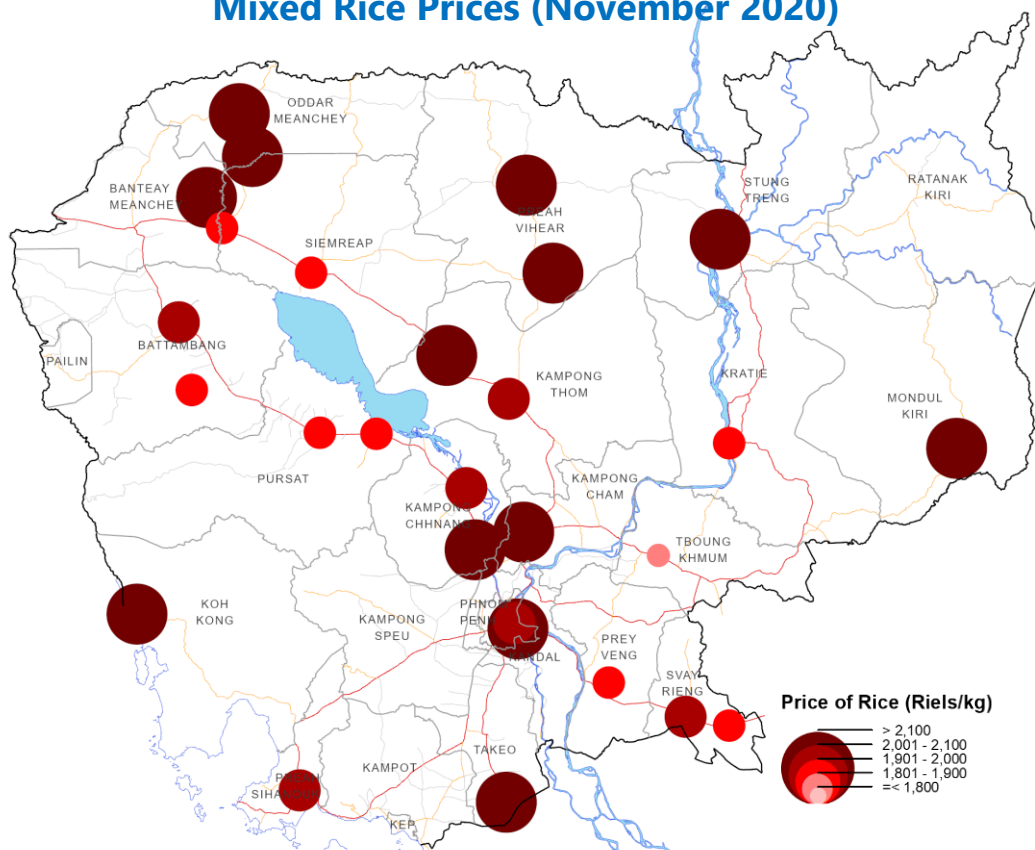 Mixed Rice Prices (November 2020)
ODDAR
MEANCHEY
BANTEAY
MEANCHE
SIEMREAP
PREAH
VIHEAR
STUNG
TRENG
RATANAK
KIRI
BATTAMBANG
PAILIN
KAMPONG
THOM
KRATIE
MONDUL
KIRI
PURSAT
KAMPONG
CHHNANG
KAMPONG
CHAM
TBOUNG
KHMUM
KOH
KONG
KAMPONG
SPEU
PHNOM
PENH
KANDAL
PREY
VENG
SVAY
RIENG
TAKEO
KAMPOT
PREAH
SIHANOUK
KEP
Price of Rice (Riels/kg)
> 2,100
2,001 - 2,100
1,901 - 2,000
1,801 - 1,900
=< 1,800